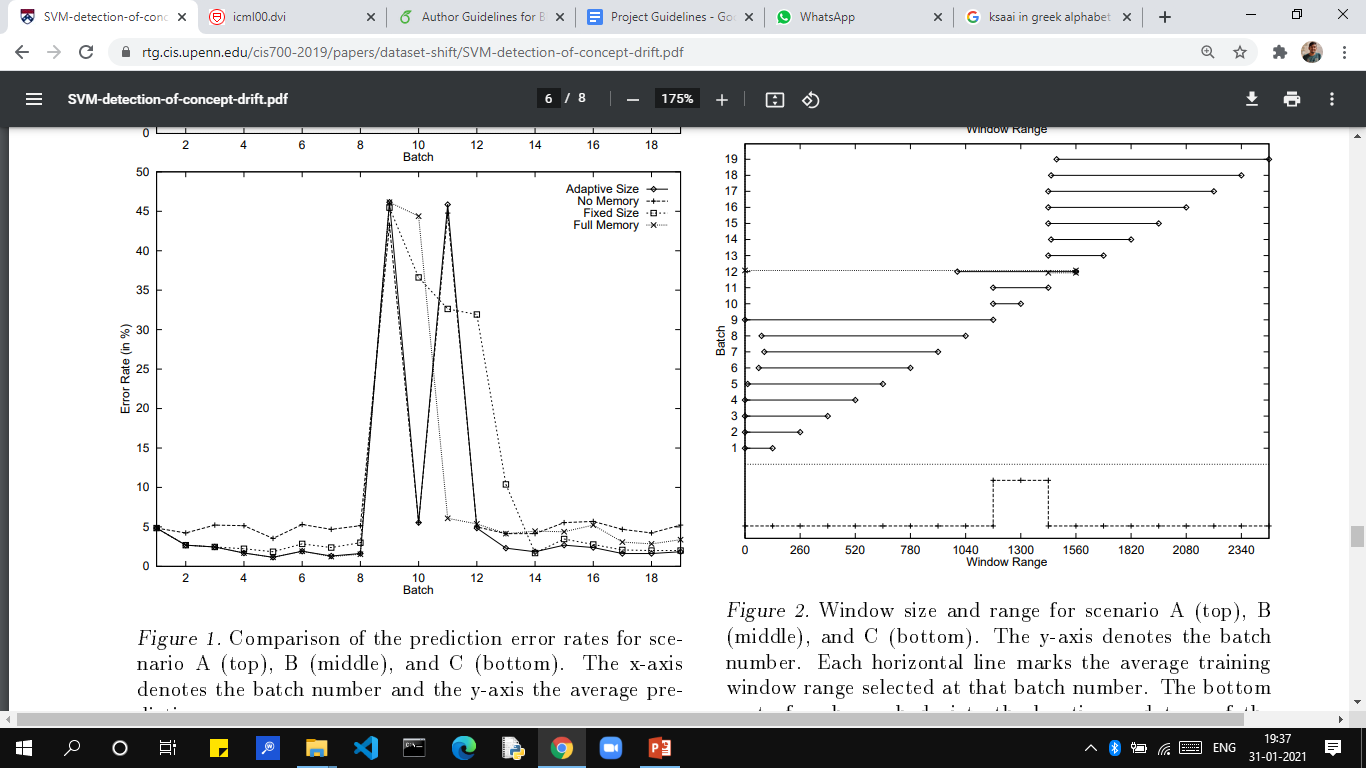 SVM-detection-of-conc
icml00.dvi
Author Guidelines for B
Project Guidelines - Goo
WhatsApp
ksaai in greek alphabet
rtg.cis.upenn.edu/cis700-2019/papers/dataset-shift/SVM-detection-of-concept-drift.pdf
SVM-detection-of-concept-drift.pdf
6 / 8
175%
0
2 4 6 8 10 12 14 16 18
Batch
50
45
40
35
30
25
20
15
10
5
0
Error Rate (in %)
Adaptive Size
No Memory
Fixed Size
Full Memory
2 4 6 8 10 12 14 16 18
Batch
Figure 1. Comparison of the prediction error rates for sce-
nario A (top), B (middle), and C (bottom). The x-axis
denotes the batch number and the y-axis the average pre-
Window Range
19
18
17
16
15
14
13
12
11
10
9
8
7
6
5
4
3
2
1
Batch
0 260 520 780 1040 1300 1560 1820 2080 2340
Window Range
Figure 2. Window size and range for scenario A (top), B
(middle), and C (bottom). The y-axis denotes the batch
number. Each horizontal line marks the average training
window range selected at that batch number. The bottom
ENG
19:37
31-01-2021